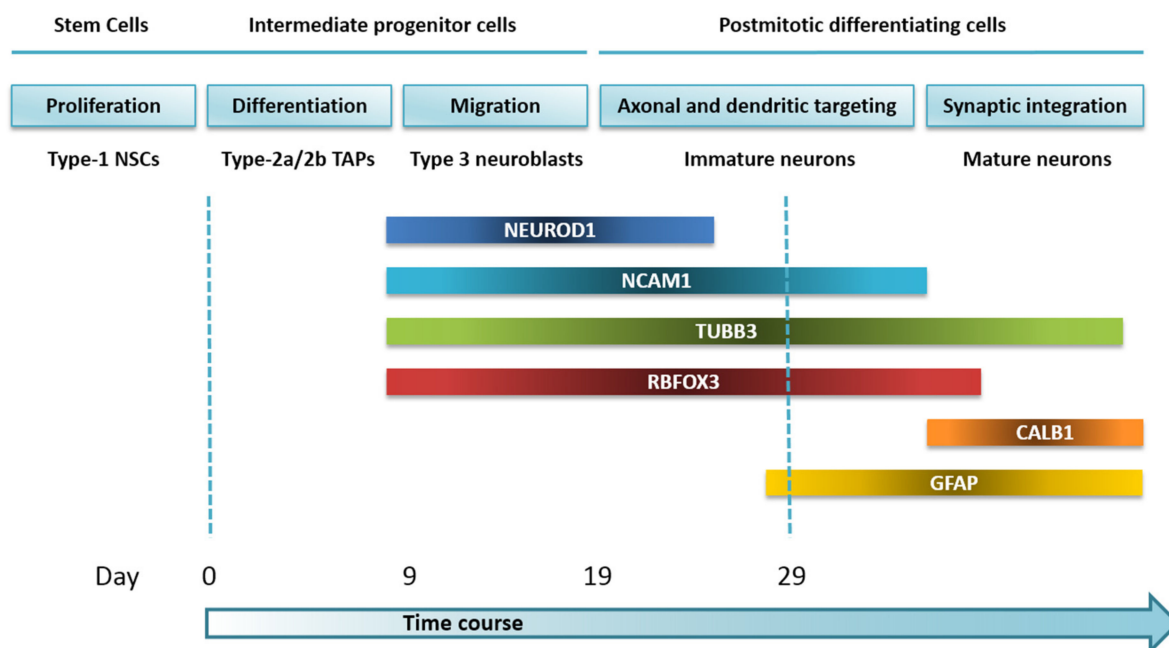 Stem Cells Intermediate progenitor cells Postmitotic differentiating cells
Proliferation Differentiation Migration Axonal and dendritic targeting Synaptic integration
Type-1 NSCs Type-2a/2b TAPs Type 3 neuroblasts Immature neurons Mature neurons
NEUROD1
NCAM1
TUBB3
RBFOX3
CALB1
GFAP
Day 0 9 19 29
Time course